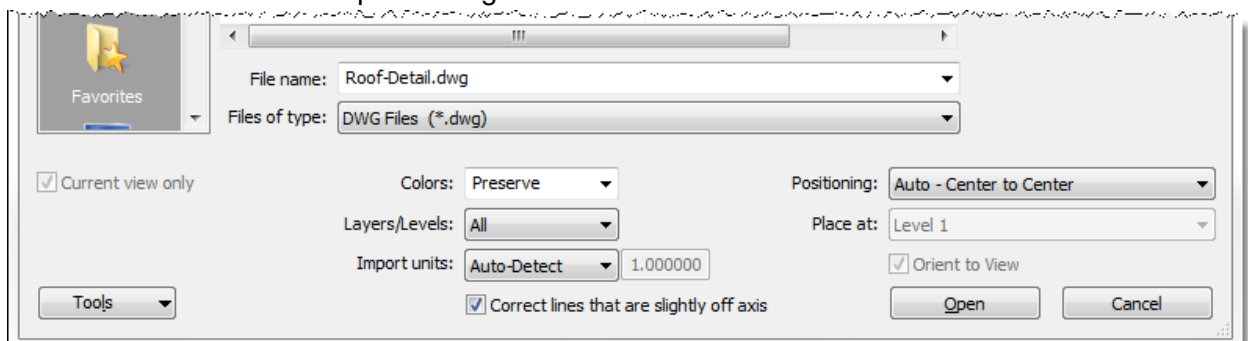 File name: Roof-Detail.dwg
Favorites
Files of type: DWG Files (*.dwg)
Current view only Colors: Preserve Positioning: Auto - Center to Center
Layers/Levels: All Place at: Level 1
Import units: Auto-Detect 1.000000 Orient to View
Tools Correct lines that are slightly off axis Open Cancel